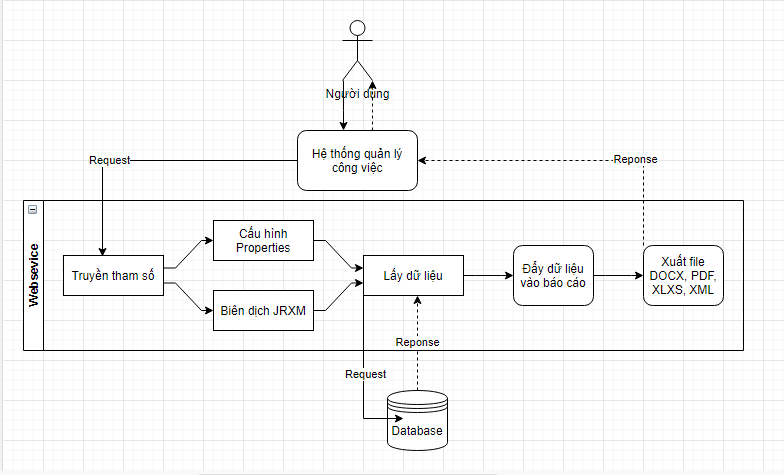 Người dụng
Hệ thống quản lý
công việc
Request
Reponse
Websevice
Truyền tham số
Cấu hình
Properties
Biên dịch JRXM
Lấy dữ liệu
Đẩy dữ liệu
vào báo cáo
Xuất file
DOCX, PDF,
XLXS, XML
Reponse
Request
Database